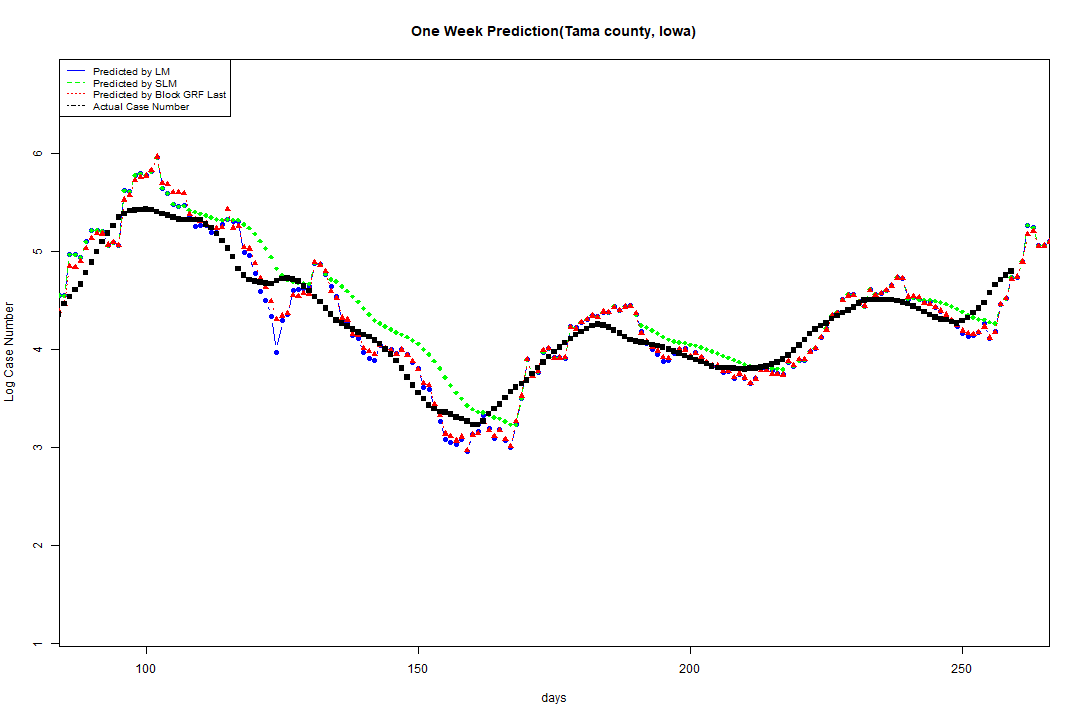 One Week Prediction(Tama county, Iowa)
Predicted by LM
Predicted by SLM
Predicted by Block GRF Last
Actual Case Number
6
5
4
3
2
1
Log Case Number
100 150 200 250
days